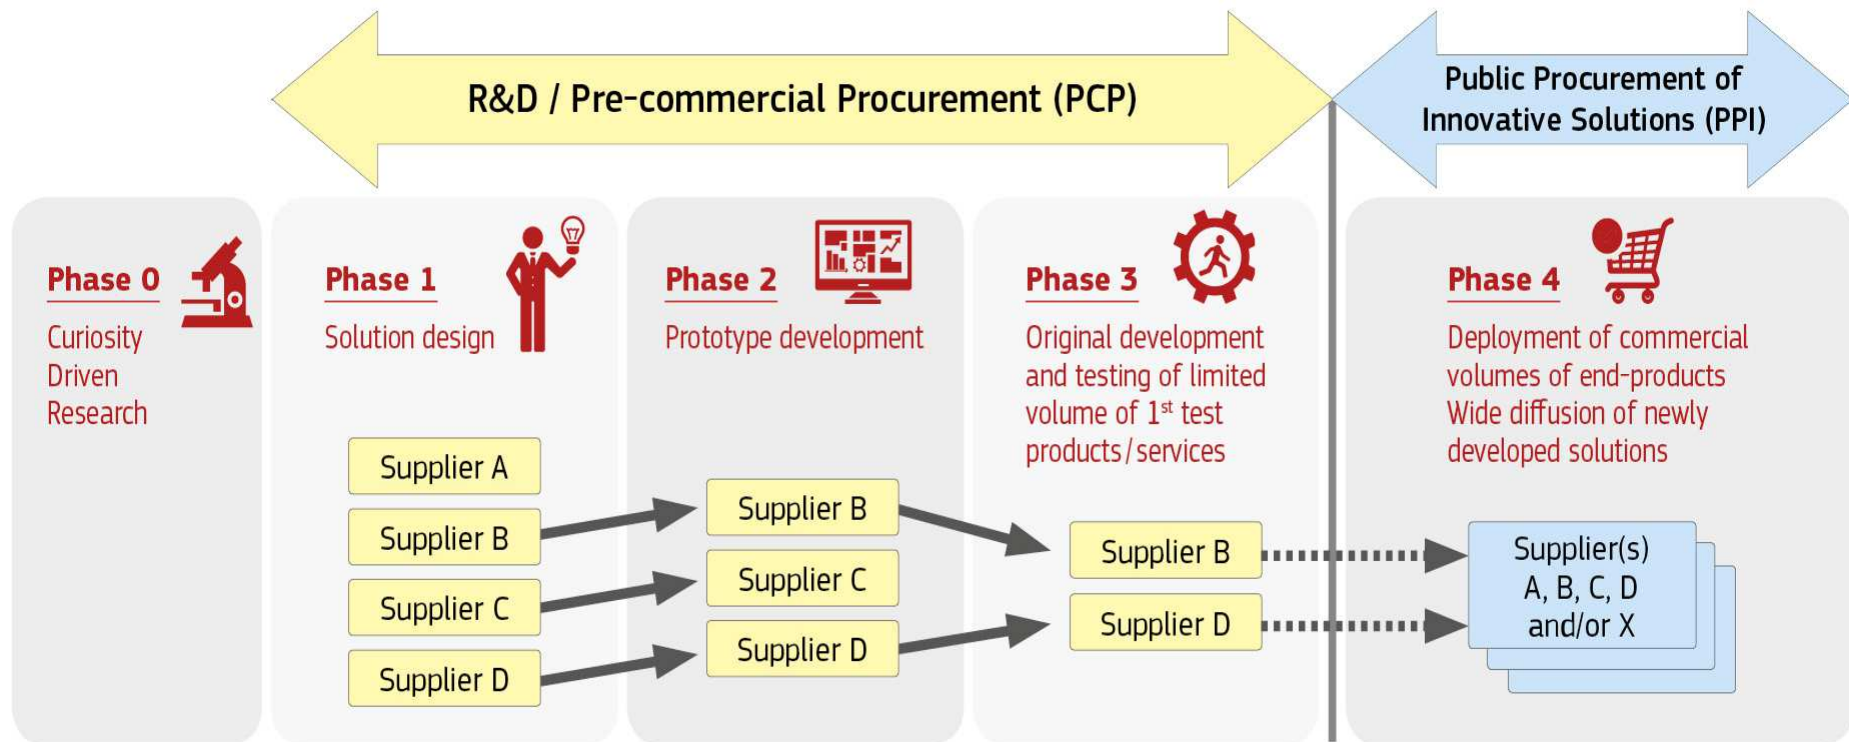 R&D / Pre-commercial Procurement (PCP)
Public Procurement of
Innovative Solutions (PPI)
Phase 0
Curiosity
Driven
Research
Phase 1
Solution design
Supplier A
Supplier B
Supplier C
Supplier D
Phase 2
Prototype development
Supplier B
Supplier C
Supplier D
Phase 3
Original development
and testing of limited
volume of 1st test
products/services
Supplier B
Supplier D
Phase 4
Deployment of commercial
volumes of end-products
Wide diffusion of newly
developed solutions
Supplier(s)
A, B, C, D
and/or X